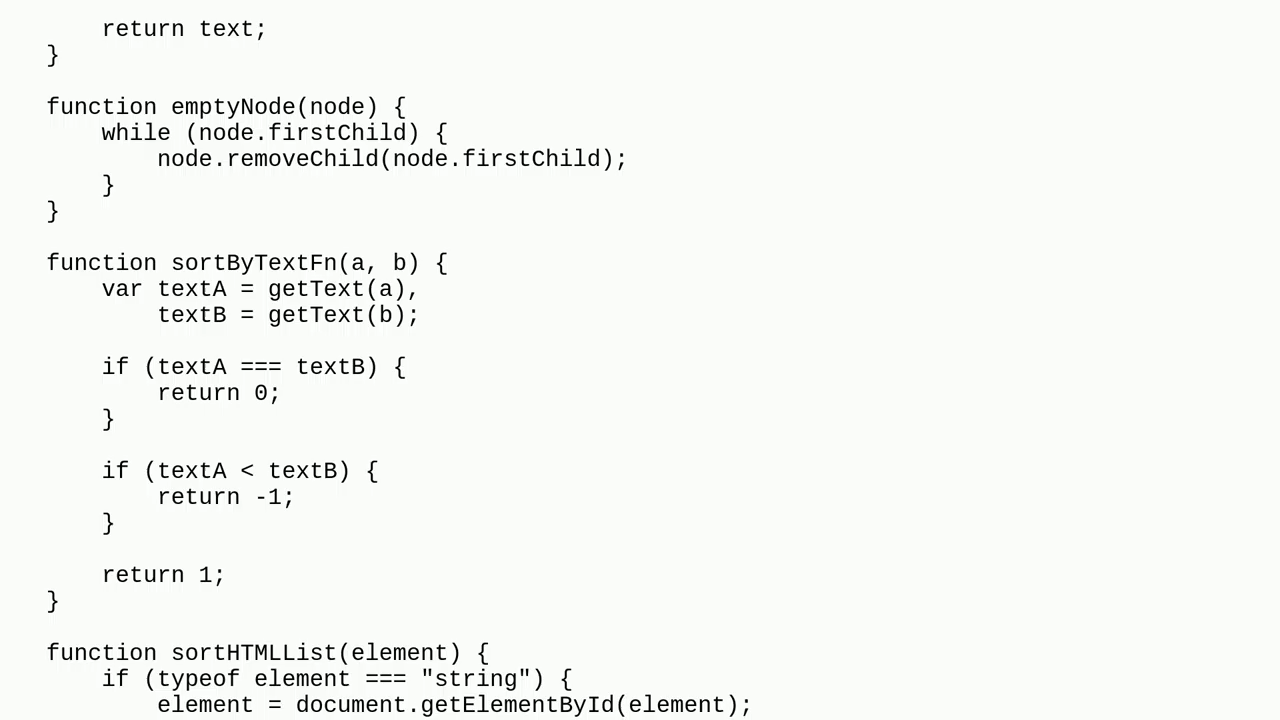 return text;
}

function emptyNode(node) {
    while (node.firstChild) {
        node.removeChild(node.firstChild);
    }
}

function sortByTextFn(a, b) {
    var textA = getText(a),
        textB = getText(b);

    if (textA === textB) {
        return 0;
    }

    if (textA < textB) {
        return -1;
    }

    return 1;
}

function sortHTMLList(element) {
    if (typeof element === "string") {
        element = document.getElementById(element);